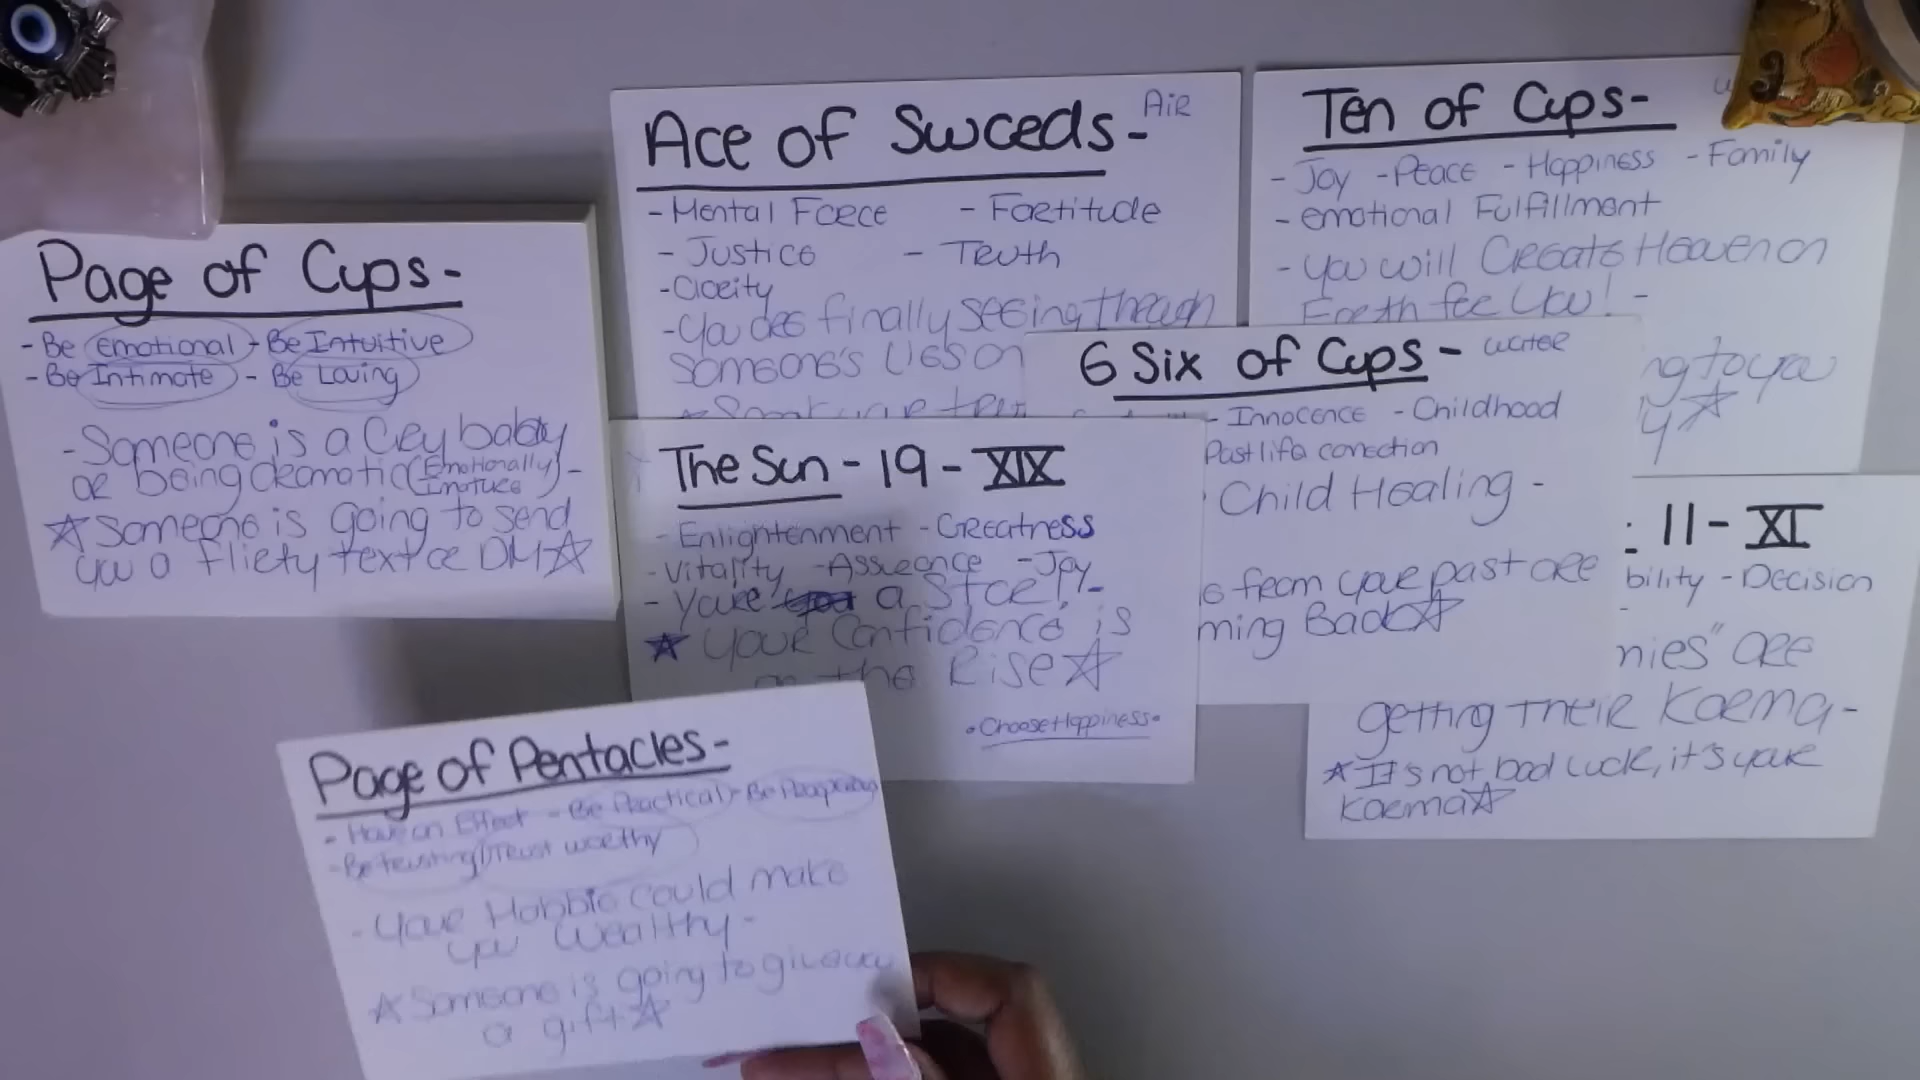 Page of Cups-
- Be emotional - Be Intuitive
- Be Intimate - Be Loving
- Someone is a Cry baby
or being dramatic (Emotionally Imature) -
☆ Someone is going to send
you a flirty text or DM ☆
Ace of Swords - Air
- Mental Force - Fortitude
- Justice - Truth
- Clarity
- You are finally seeing through
someone's lies on
Ten of Cups-
- Joy - Peace - Happiness - Family
- emotional Fulfillment
- You will Create Heaven on
Earth for You! -
ng to you
y ☆
6 Six of Cups - water
- Innocence - Childhood
Past life conection
Child Healing -
s from your past are
ming Back ☆
The Sun - 19 - XIX
- Enlightenment - Greatness
- Vitality - Assurance - Joy
- You're a Star! -
☆ Your Confidence is
on the Rise ☆
• Choose Happiness •
: 11 - XI
bility - Decision
nies" are
getting their Karma -
☆ It's not bad luck, it's your
Karma ☆
Page of Pentacles -
- Have an Effect - Be Practical - Be
- Be trusting/Trust worthy
- Your Hobbie could make
you Wealthy -
☆ Someone is going to give you
a gift ☆